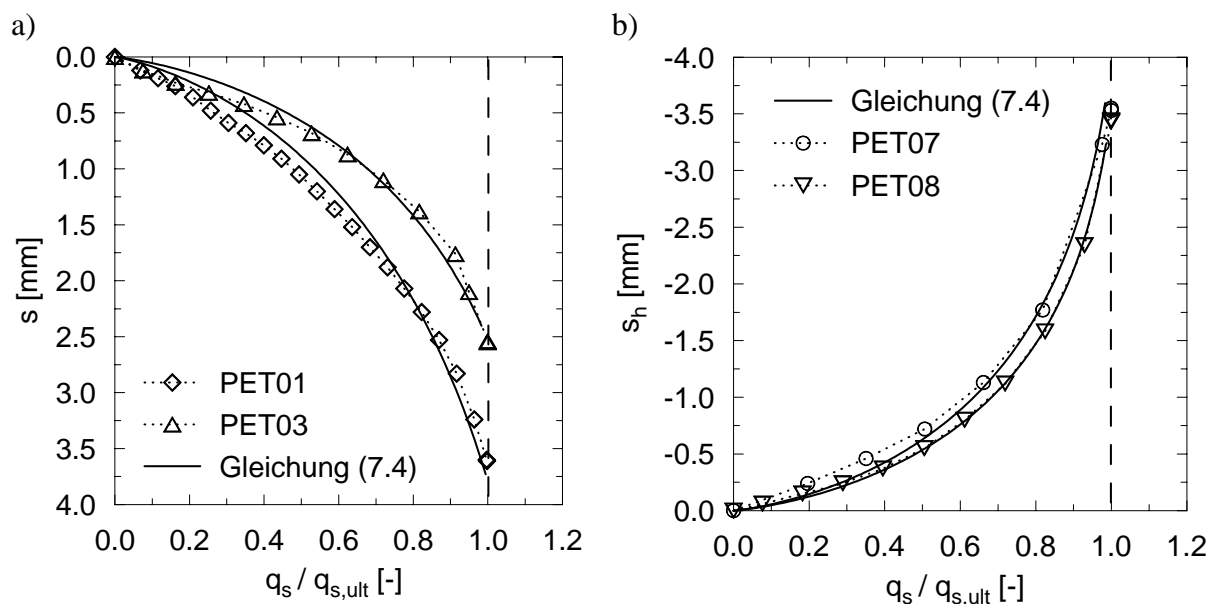 a)
0.0
0.5
1.0
1.5
2.0
2.5
3.0
3.5
4.0
s [mm]
PET01
PET03
Gleichung (7.4)
0.0 0.2 0.4 0.6 0.8 1.0 1.2
q_s / q_s,ult [-]
b)
-4.0
-3.5
-3.0
-2.5
-2.0
-1.5
-1.0
-0.5
0.0
s_h [mm]
Gleichung (7.4)
PET07
PET08
0.0 0.2 0.4 0.6 0.8 1.0 1.2
q_s / q_s,ult [-]